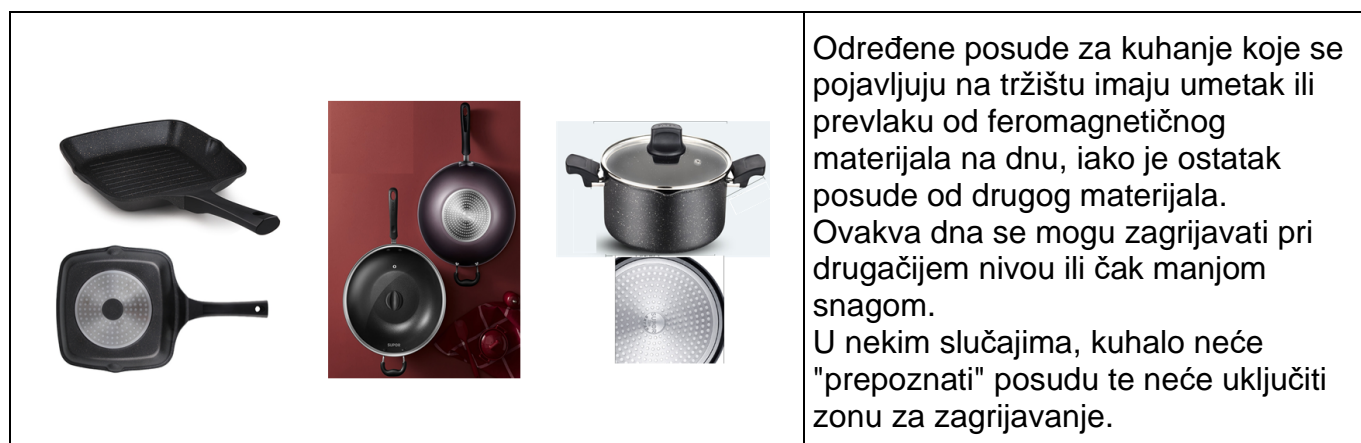 Određene posude za kuhanje koje se
pojavljuju na tržištu imaju umetak ili
prevlaku od feromagnetičnog
materijala na dnu, iako je ostatak
posude od drugog materijala.
Ovakva dna se mogu zagrijavati pri
drugačijem nivou ili čak manjom
snagom.
U nekim slučajima, kuhalo neće
"prepoznati" posudu te neće uključiti
zonu za zagrijavanje.